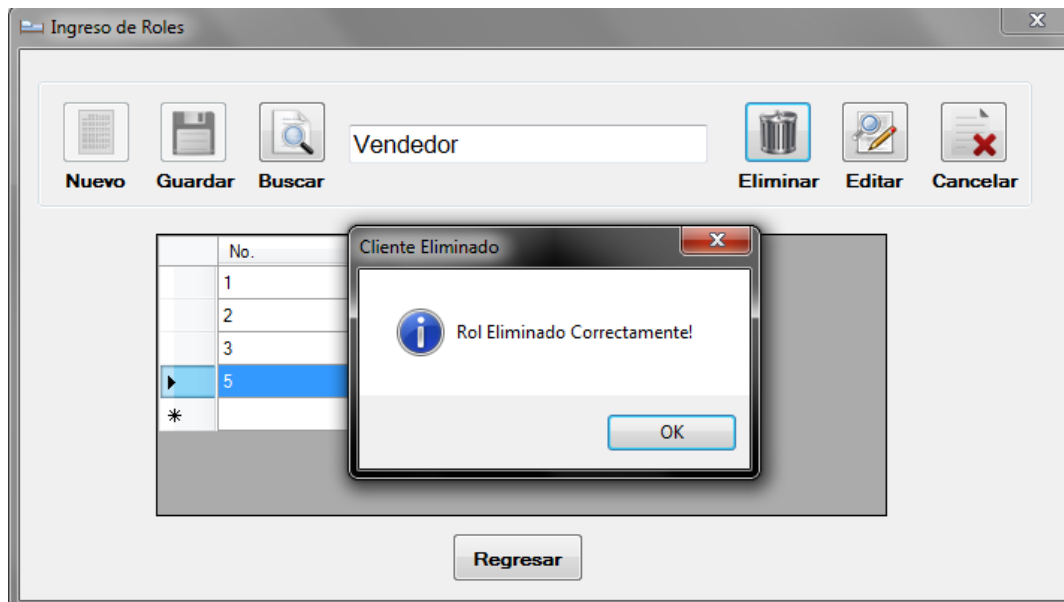 Ingreso de Roles
Vendedor
Nuevo Guardar Buscar Eliminar Editar Cancelar
No.
1
2
3
5
Cliente Eliminado
Rol Eliminado Correctamente!
OK
Regresar